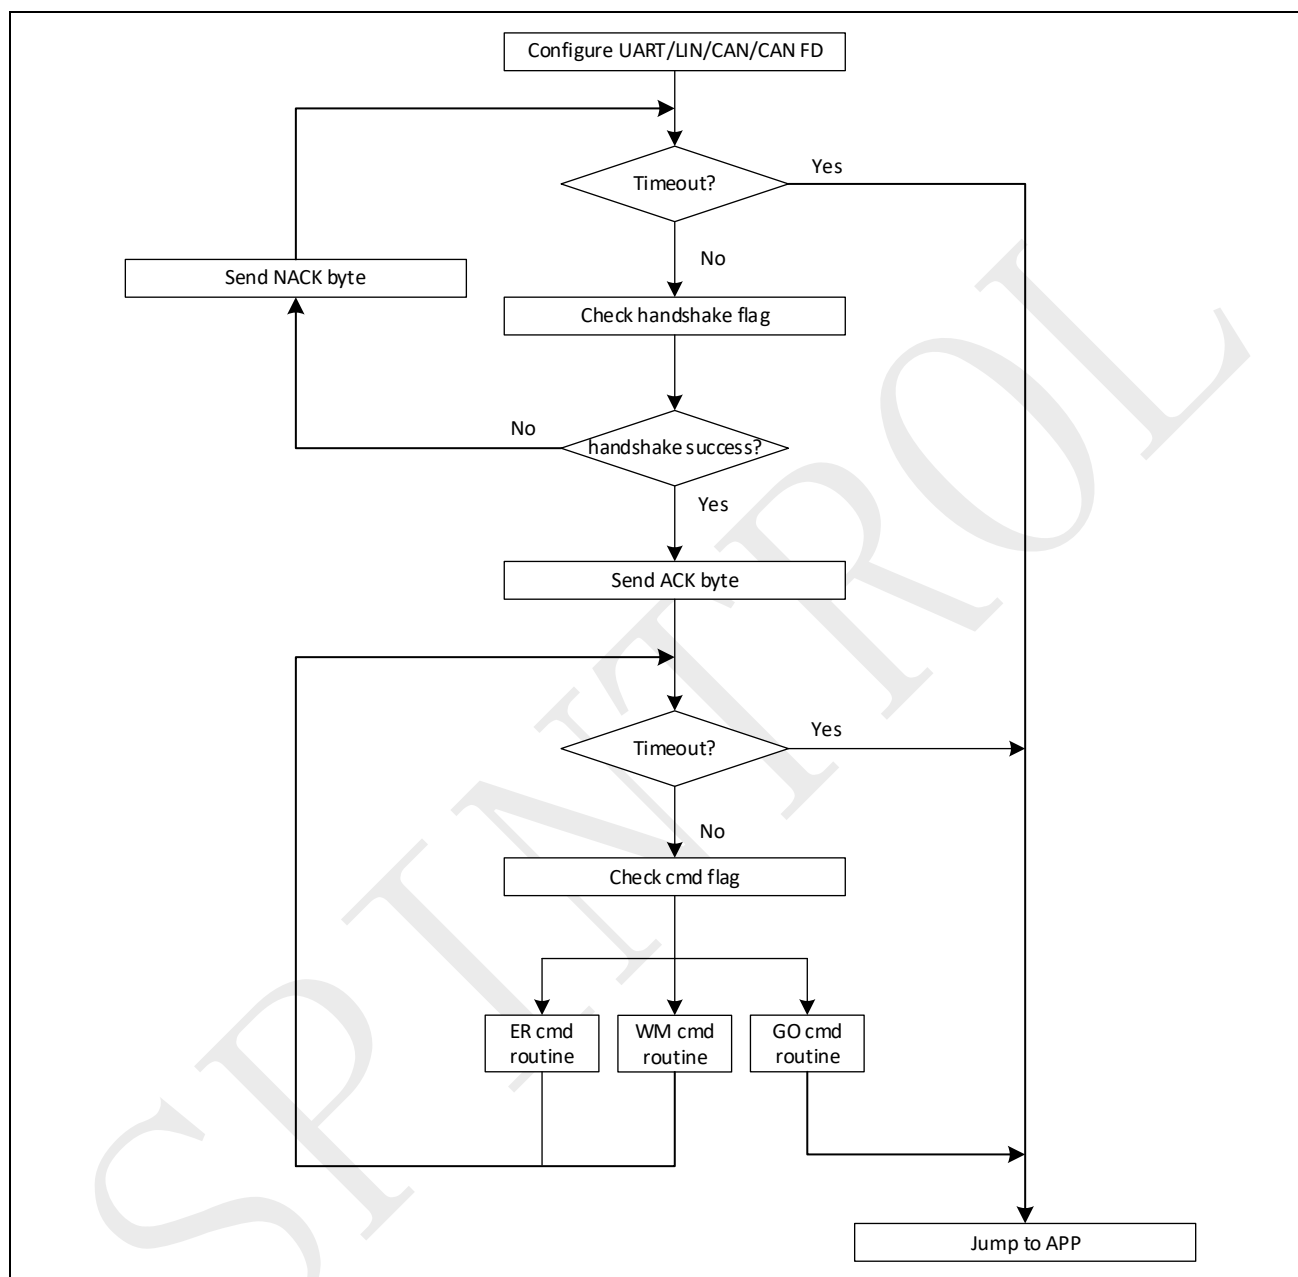 Configure UART/LIN/CAN/CAN FD
Timeout?
Yes
No
Send NACK byte
Check handshake flag
No
handshake success?
Yes
Send ACK byte
Timeout?
Yes
No
Check cmd flag
ER cmd
routine
WM cmd
routine
GO cmd
routine
Jump to APP
SPINTROL